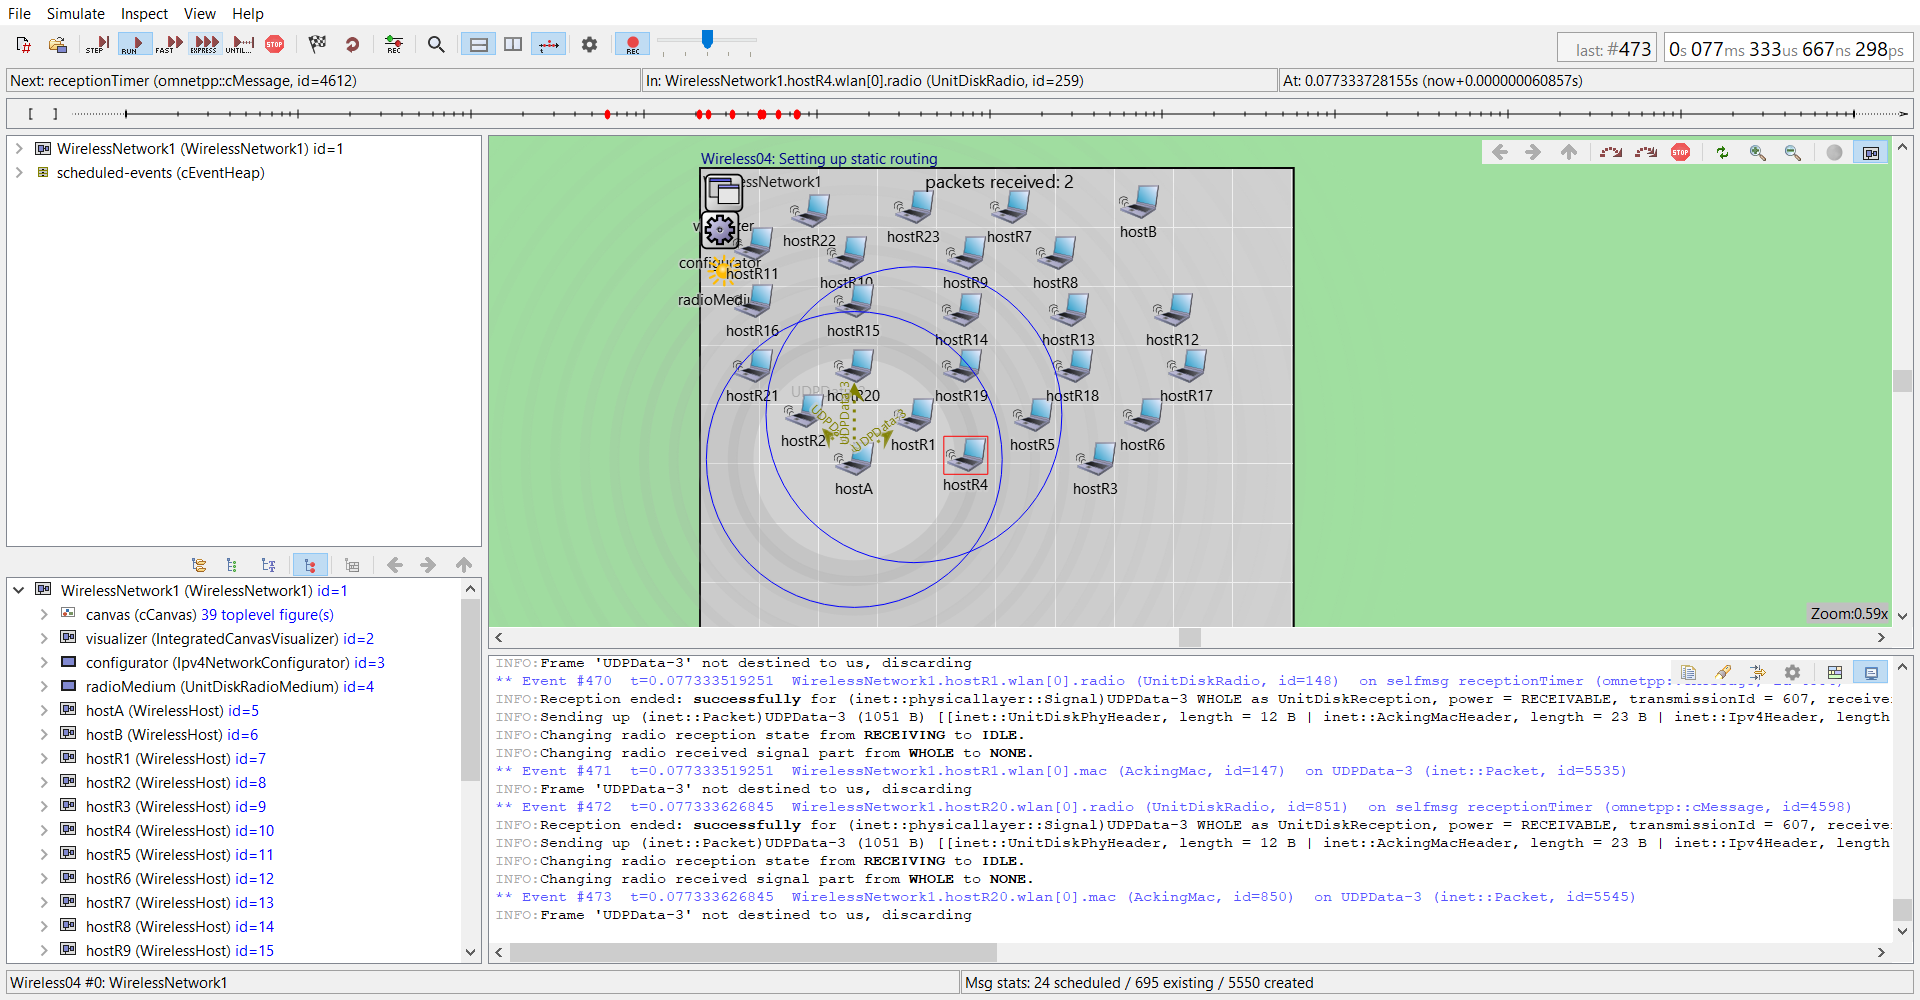 File Simulate Inspect View Help
STEP RUN FAST EXPRESS UNTIL... STOP REC REC
last: #473 0s 077ms 333us 667ns 298ps
Next: receptionTimer (omnetpp::cMessage, id=4612) In: WirelessNetwork1.hostR4.wlan[0].radio (UnitDiskRadio, id=259) At: 0.077333728155s (now+0.000000060857s)
[ ]
WirelessNetwork1 (WirelessNetwork1) id=1
scheduled-events (cEventHeap)
Wireless04: Setting up static routing
STOP
packets received: 2
hostR22
hostR23
hostR7
hostB
configurator
hostR11
hostR10
hostR9
hostR8
hostR16
hostR15
hostR14
hostR13
hostR12
hostR21
hostR20
hostR19
hostR18
hostR17
UDPData-3
UDPData-3
hostR2
hostR1
hostR5
hostR6
hostA
hostR4
hostR3
Zoom:0.59x
WirelessNetwork1 (WirelessNetwork1) id=1
canvas (cCanvas) 39 toplevel figure(s)
visualizer (IntegratedCanvasVisualizer) id=2
configurator (Ipv4NetworkConfigurator) id=3
radioMedium (UnitDiskRadioMedium) id=4
hostA (WirelessHost) id=5
hostB (WirelessHost) id=6
hostR1 (WirelessHost) id=7
hostR2 (WirelessHost) id=8
hostR3 (WirelessHost) id=9
hostR4 (WirelessHost) id=10
hostR5 (WirelessHost) id=11
hostR6 (WirelessHost) id=12
hostR7 (WirelessHost) id=13
hostR8 (WirelessHost) id=14
hostR9 (WirelessHost) id=15
INFO:Frame 'UDPData-3' not destined to us, discarding
** Event #470 t=0.077333519251 WirelessNetwork1.hostR1.wlan[0].radio (UnitDiskRadio, id=148) on selfmsg receptionTimer
INFO:Reception ended: successfully for (inet::physicallayer::Signal)UDPData-3 WHOLE as UnitDiskReception, power = RECEIVABLE, transmissionId = 607, receive
INFO:Sending up (inet::Packet)UDPData-3 (1051 B) [[inet::UnitDiskPhyHeader, length = 12 B | inet::AckingMacHeader, length = 23 B | inet::Ipv4Header, length
INFO:Changing radio reception state from RECEIVING to IDLE.
INFO:Changing radio received signal part from WHOLE to NONE.
** Event #471 t=0.077333519251 WirelessNetwork1.hostR1.wlan[0].mac (AckingMac, id=147) on UDPData-3 (inet::Packet, id=5535)
INFO:Frame 'UDPData-3' not destined to us, discarding
** Event #472 t=0.077333626845 WirelessNetwork1.hostR20.wlan[0].radio (UnitDiskRadio, id=851) on selfmsg receptionTimer (omnetpp::cMessage, id=4598)
INFO:Reception ended: successfully for (inet::physicallayer::Signal)UDPData-3 WHOLE as UnitDiskReception, power = RECEIVABLE, transmissionId = 607, receive
INFO:Sending up (inet::Packet)UDPData-3 (1051 B) [[inet::UnitDiskPhyHeader, length = 12 B | inet::AckingMacHeader, length = 23 B | inet::Ipv4Header, length
INFO:Changing radio reception state from RECEIVING to IDLE.
INFO:Changing radio received signal part from WHOLE to NONE.
** Event #473 t=0.077333626845 WirelessNetwork1.hostR20.wlan[0].mac (AckingMac, id=850) on UDPData-3 (inet::Packet, id=5545)
INFO:Frame 'UDPData-3' not destined to us, discarding
Wireless04 #0: WirelessNetwork1 Msg stats: 24 scheduled / 695 existing / 5550 created